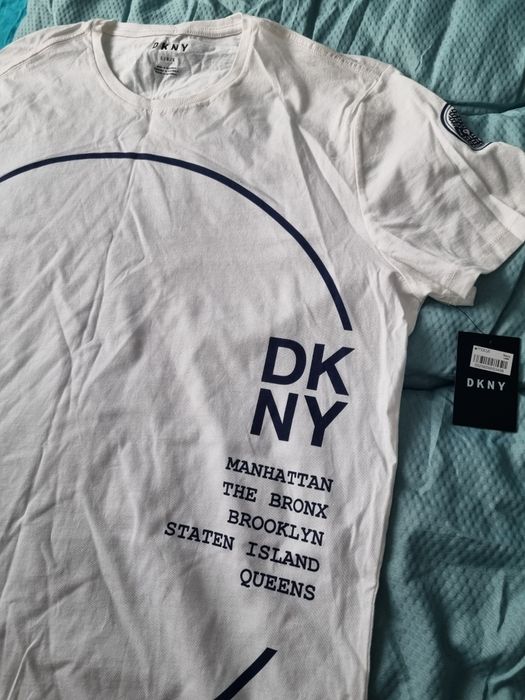 DKNY
DK
NY
MANHATTAN
THE BRONX
BROOKLYN
STATEN ISLAND
QUEENS
DKNY